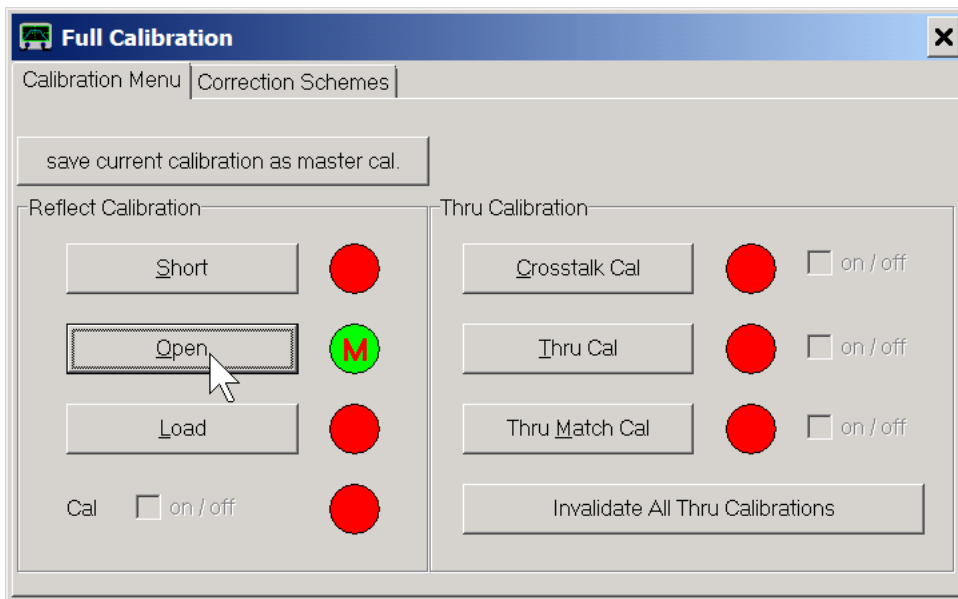 Full Calibration
Calibration Menu
Correction Schemes
save current calibration as master cal.
Reflect Calibration
Short
Open
M
Load
Cal
on / off
Thru Calibration
Crosstalk Cal
on / off
Thru Cal
on / off
Thru Match Cal
on / off
Invalidate All Thru Calibrations